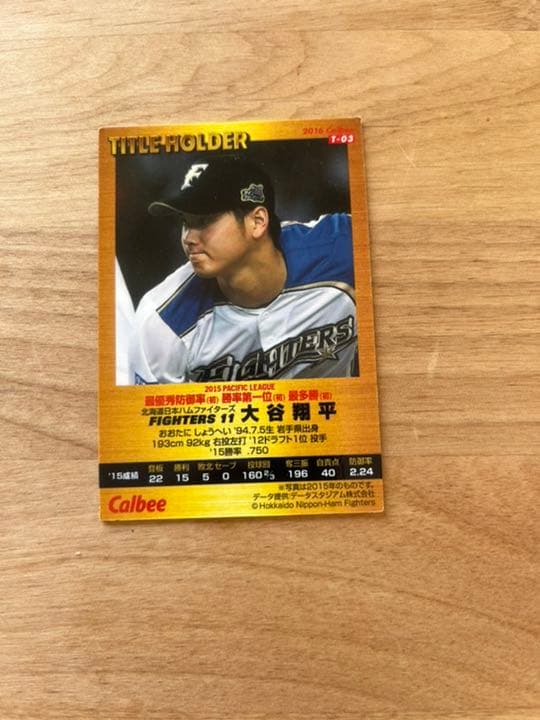 2016 Calbee
TITLE HOLDER
T-03
F
FIGHTERS
2015 PACIFIC LEAGUE
最優秀防御率(初) 勝率第一位(初) 最多勝(初)
北海道日本ハムファイターズ
FIGHTERS 11 大谷翔平
おおたに しょうへい '94.7.5生 岩手県出身
193cm 92kg 右投左打 '12ドラフト1位 投手
'15勝率 .750
登板 勝利 敗北 セーブ 投球回 奪三振 自責点 防御率
'15成績 22 15 5 0 160 2/3 196 40 2.24
※写真は2015年のものです。
データ提供:データスタジアム株式会社
Calbee
©Hokkaido Nippon-Ham Fighters